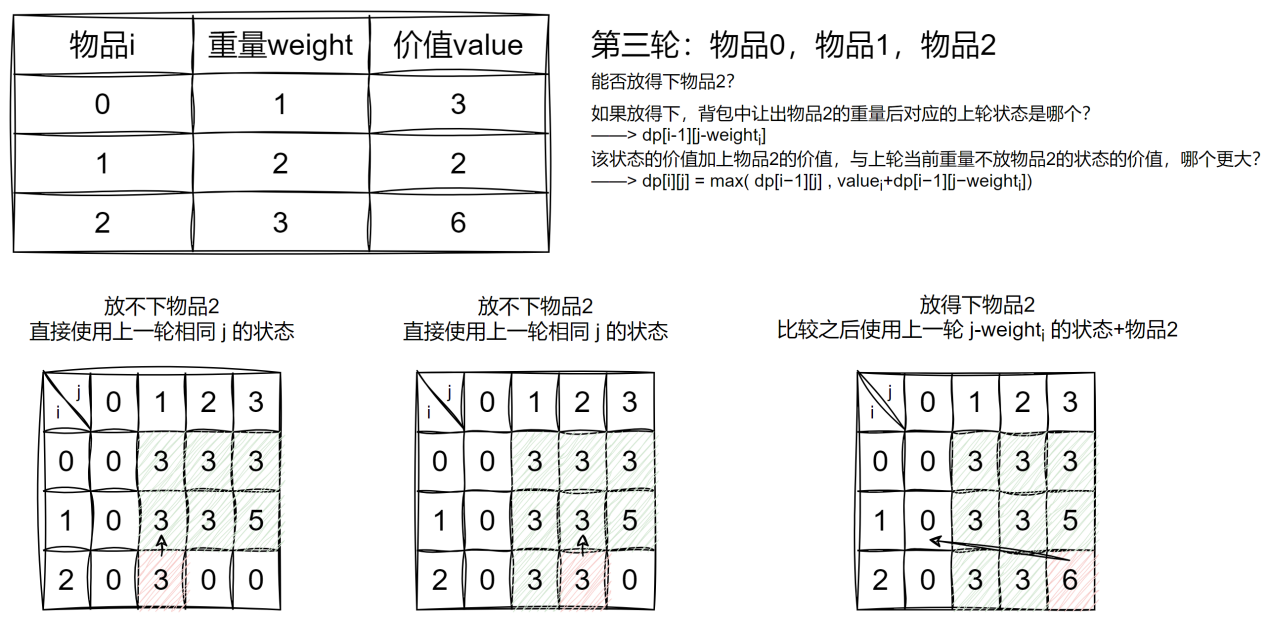 物品i 重量weight 价值value
0 1 3
1 2 2
2 3 6
第三轮：物品0，物品1，物品2
能否放得下物品2？
如果放得下，背包中让出物品2的重量后对应的上轮状态是哪个？
——> dp[i-1][j-weightᵢ]
该状态的价值加上物品2的价值，与上轮当前重量不放物品2的状态的价值，哪个更大？
——> dp[i][j] = max( dp[i−1][j] , valueᵢ+dp[i−1][j−weightᵢ])
放不下物品2
直接使用上一轮相同 j 的状态
j
i 0 1 2 3
0 0 3 3 3
1 0 3 3 5
2 0 3 0 0
放不下物品2
直接使用上一轮相同 j 的状态
j
i 0 1 2 3
0 0 3 3 3
1 0 3 3 5
2 0 3 3 0
放得下物品2
比较之后使用上一轮 j-weightᵢ 的状态+物品2
j
i 0 1 2 3
0 0 3 3 3
1 0 3 3 5
2 0 3 3 6